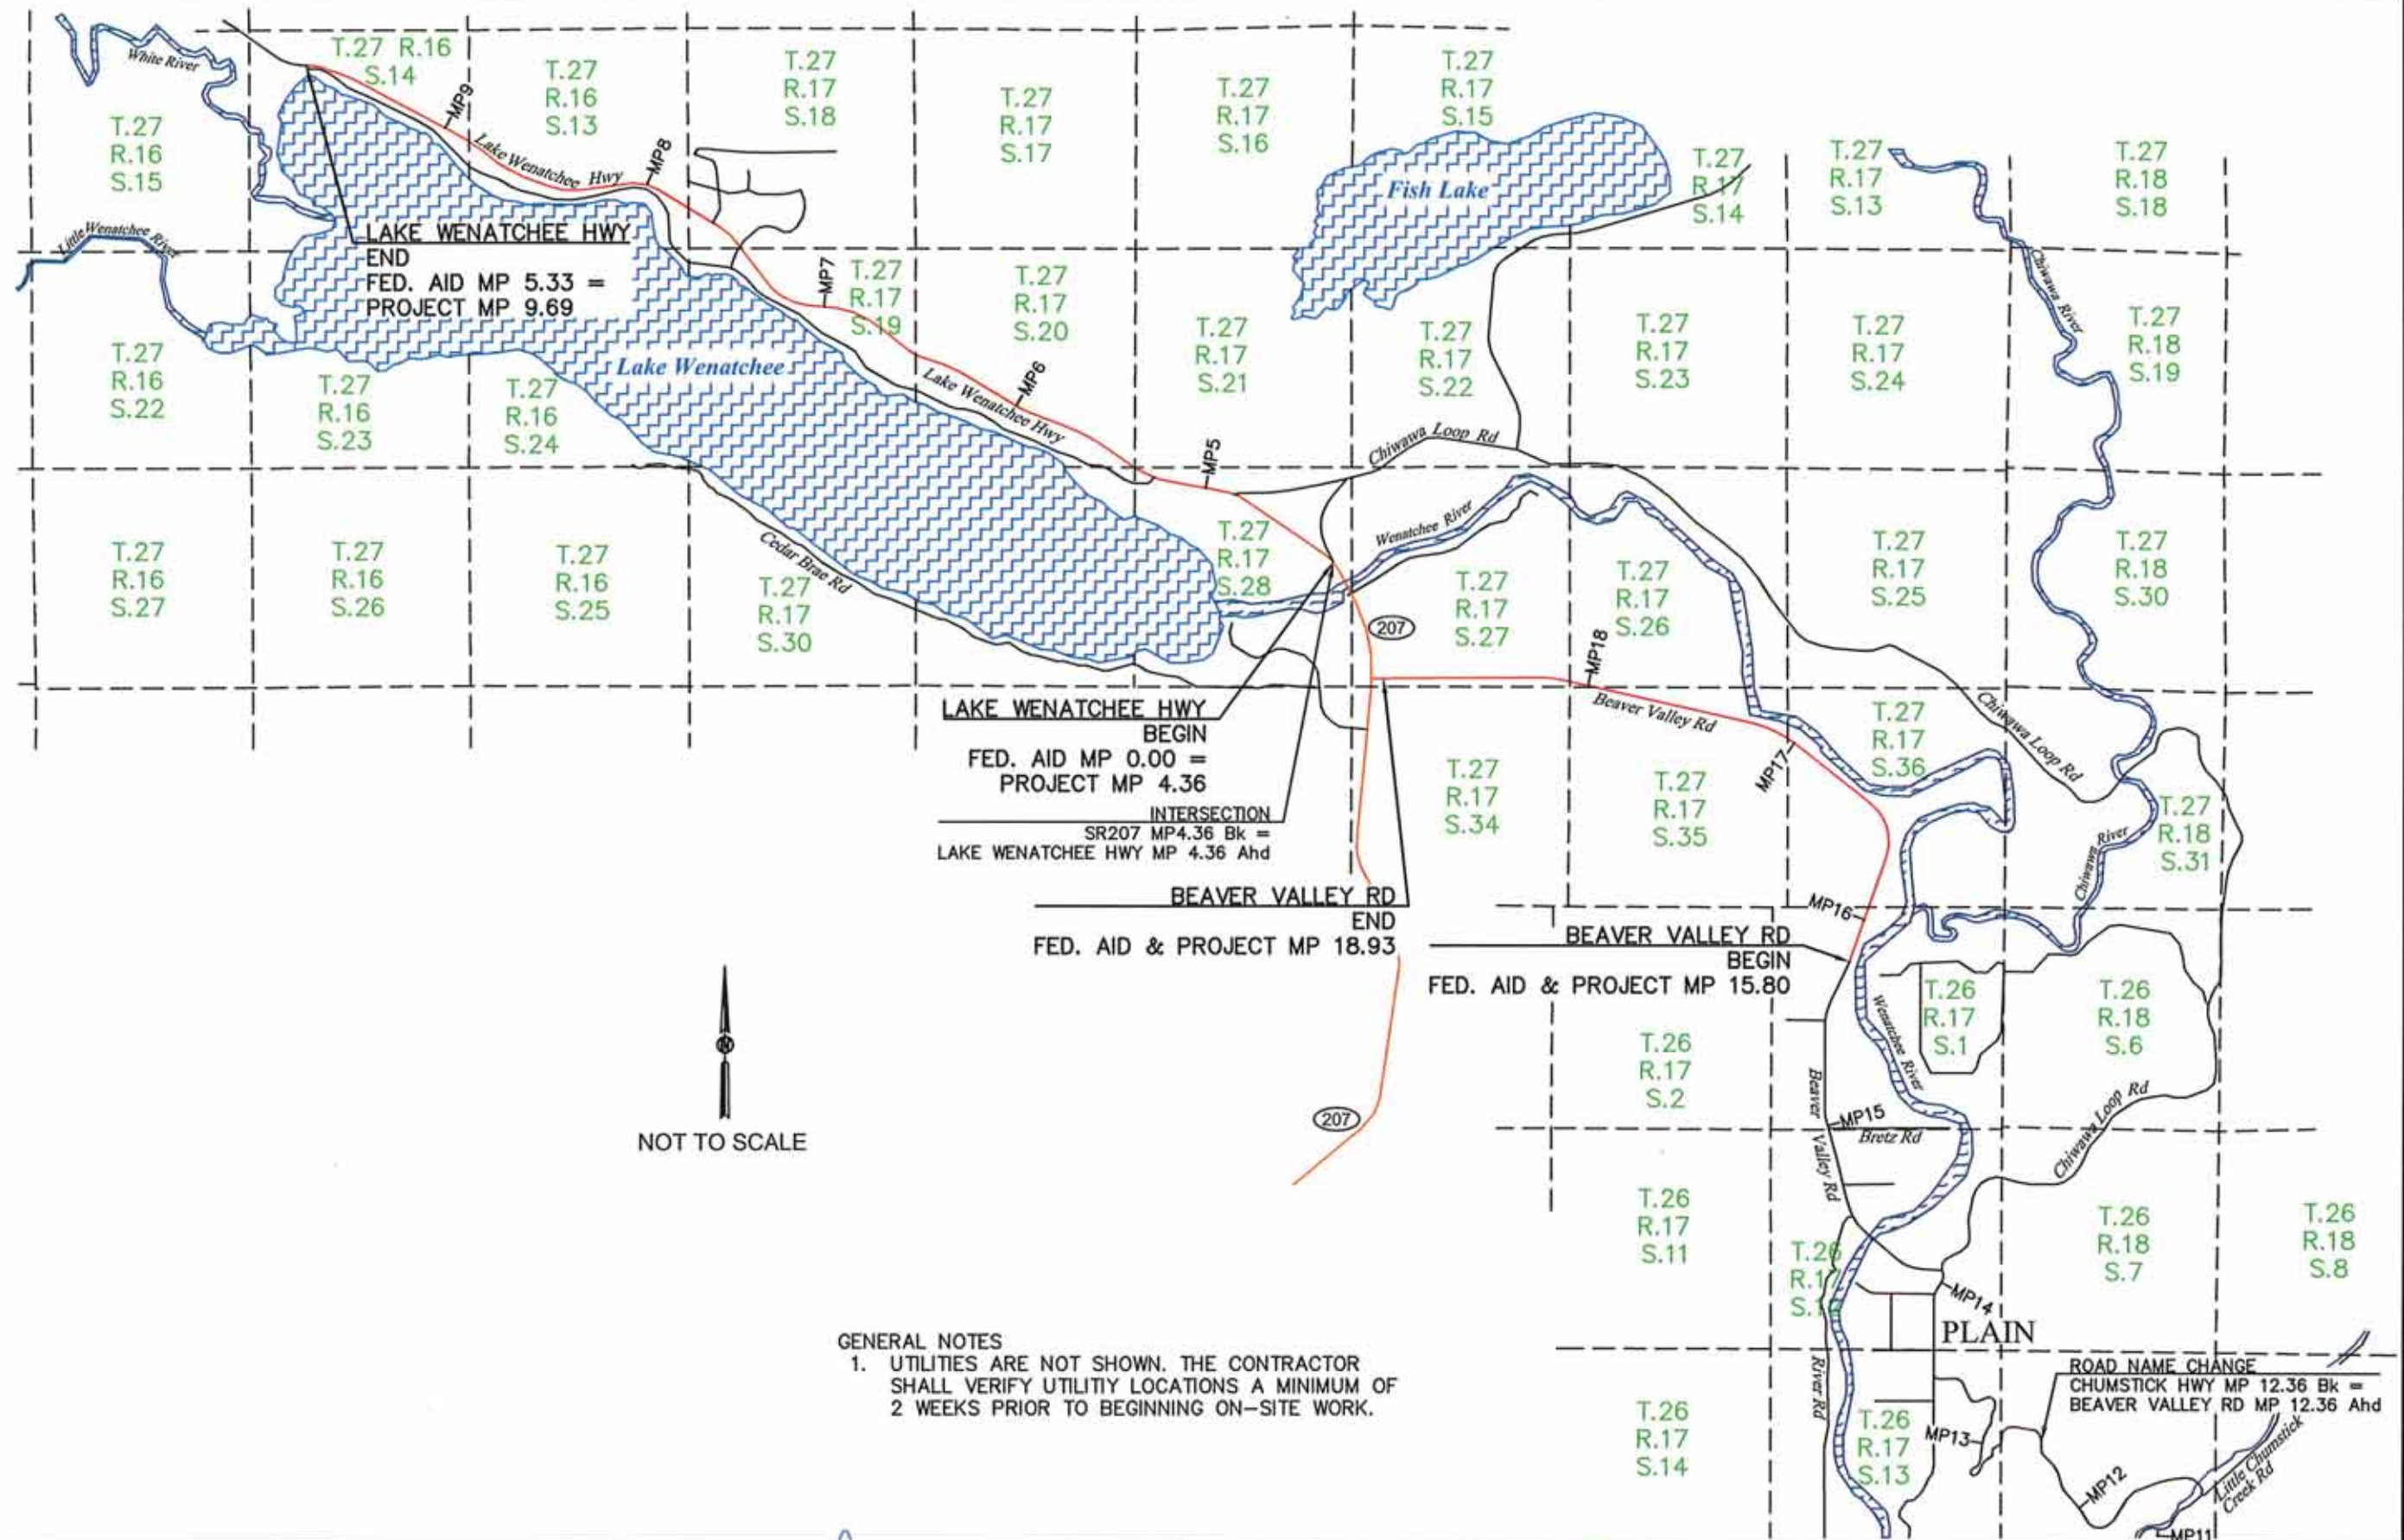 White River
T.27 R.16
S.14
T.27
R.16
S.13
T.27
R.17
S.18
T.27
R.17
S.17
T.27
R.17
S.16
T.27
R.17
S.15
T.27
R.17
S.14
T.27
R.17
S.13
T.27
R.18
S.18
T.27
R.16
S.15
MP9
Lake Wenatchee Hwy
MP8
Fish Lake
Little Wenatchee River
LAKE WENATCHEE HWY
END
FED. AID MP 5.33 =
PROJECT MP 9.69
MP7
T.27
R.17
S.19
T.27
R.17
S.20
T.27
R.17
S.21
T.27
R.17
S.22
T.27
R.17
S.23
T.27
R.17
S.24
Chiwawa River
T.27
R.18
S.19
T.27
R.16
S.22
T.27
R.16
S.23
T.27
R.16
S.24
Lake Wenatchee
Lake Wenatchee Hwy
MP6
MP5
Chiwawa Loop Rd
T.27
R.16
S.27
T.27
R.16
S.26
T.27
R.16
S.25
Cedar Brae Rd
T.27
R.17
S.30
T.27
R.17
S.28
Wenatchee River
207
T.27
R.17
S.27
T.27
R.17
S.26
MP18
T.27
R.17
S.25
T.27
R.18
S.30
LAKE WENATCHEE HWY
BEGIN
FED. AID MP 0.00 =
PROJECT MP 4.36
INTERSECTION
SR207 MP4.36 Bk =
LAKE WENATCHEE HWY MP 4.36 Ahd
Beaver Valley Rd
MP17
T.27
R.17
S.36
Chiwawa Loop Rd
T.27
R.17
S.34
T.27
R.17
S.35
Chiwawa River
T.27
R.18
S.31
BEAVER VALLEY RD
END
FED. AID & PROJECT MP 18.93
MP16
BEAVER VALLEY RD
BEGIN
FED. AID & PROJECT MP 15.80
T.26
R.17
S.1
T.26
R.18
S.6
Wenatchee River
N
NOT TO SCALE
207
T.26
R.17
S.2
Beaver Valley Rd
MP15
Bretz Rd
Chiwawa Loop Rd
T.26
R.17
S.11
T.26
R.17
T.26
R.18
S.7
T.26
R.18
S.8
MP14
PLAIN
GENERAL NOTES
1. UTILITIES ARE NOT SHOWN. THE CONTRACTOR
SHALL VERIFY UTILITIY LOCATIONS A MINIMUM OF
2 WEEKS PRIOR TO BEGINNING ON-SITE WORK.
ROAD NAME CHANGE
CHUMSTICK HWY MP 12.36 Bk =
BEAVER VALLEY RD MP 12.36 Ahd
River Rd
T.26
R.17
S.14
T.26
R.17
S.13
MP13
MP12
Little Chumstick
Creek Rd
MP11